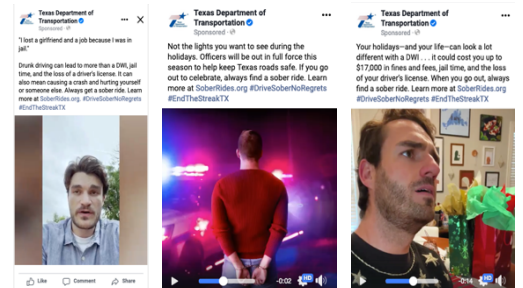 Texas Department of
Transportation
Sponsored ·
"I lost a girlfriend and a job because I was in
jail."
Drunk driving can lead to more than a DWI, jail
time, and the loss of a driver's license. It can
also mean causing a crash and hurting yourself
or someone else. Always get a sober ride. Learn
more at SoberRides.org. #DriveSoberNoRegrets
#EndTheStreakTX
Like
Comment
Share
Texas Department of
Transportation
Sponsored ·
Not the lights you want to see during the
holidays. Officers will be out in full force this
season to help keep Texas roads safe. If you go
out to celebrate, always find a sober ride. Learn
more at SoberRides.org #DriveSoberNoRegrets
#EndTheStreakTX
-0:02
HD
Texas Department of
Transportation
Sponsored ·
Your holidays—and your life—can look a lot
different with a DWI . . . it could cost you up to
$17,000 in fines and fees, jail time, and the loss
of your driver's license. When you go out, always
find a sober ride. Learn more at SoberRides.org
#DriveSoberNoRegrets #EndTheStreakTX
-0:14
HD